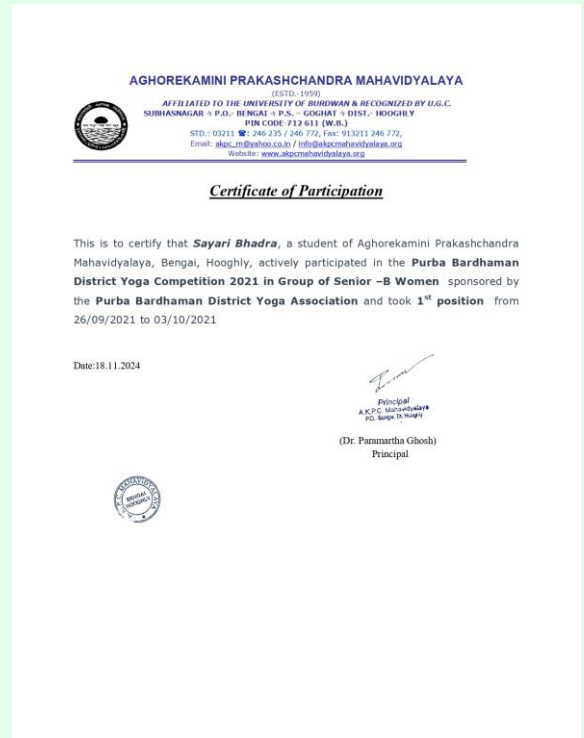 AGHOREKAMINI PRAKASHCHANDRA MAHAVIDYALAYA
(ESTD.-1959)
AFFILIATED TO THE UNIVERSITY OF BURDWAN & RECOGNIZED BY U.G.C.
SUBHASNAGAR ✢ P.O.- BENGAI ✢ P.S. – GOGHAT ✢ DIST.- HOOGHLY
PIN CODE-712 611 (W.B.)
STD.: 03211 ☎: 246 235 / 246 772, Fax: 913211 246 772,
Email: akpc_m@yahoo.co.in / info@akpcmahavidyalaya.org
Website: www.akpcmahavidyalaya.org
Certificate of Participation
This is to certify that Sayari Bhadra, a student of Aghorekamini Prakashchandra
Mahavidyalaya, Bengai, Hooghly, actively participated in the Purba Bardhaman
District Yoga Competition 2021 in Group of Senior –B Women sponsored by
the Purba Bardhaman District Yoga Association and took 1st position from
26/09/2021 to 03/10/2021
Date:18.11.2024
Principal
A.K.P.C. Mahavidyalaya
P.O.- Bengai, Dt. Hooghly
(Dr. Paramartha Ghosh)
Principal
P.C. MAHAVIDYALAYA
BENGAI
HOOGHLY